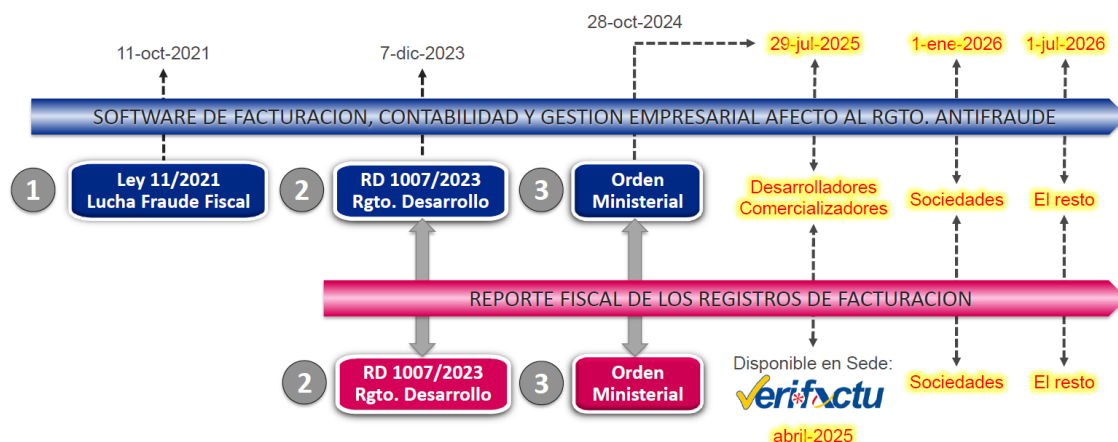 28-oct-2024
11-oct-2021
7-dic-2023
29-jul-2025
1-ene-2026
1-jul-2026
SOFTWARE DE FACTURACION, CONTABILIDAD Y GESTION EMPRESARIAL AFECTO AL RGTO. ANTIFRAUDE
1
Ley 11/2021
Lucha Fraude Fiscal
2
RD 1007/2023
Rgto. Desarrollo
3
Orden
Ministerial
Desarrolladores
Comercializadores
Sociedades
El resto
REPORTE FISCAL DE LOS REGISTROS DE FACTURACION
2
RD 1007/2023
Rgto. Desarrollo
3
Orden
Ministerial
Disponible en Sede:
Veri*factu
abril-2025
Sociedades
El resto